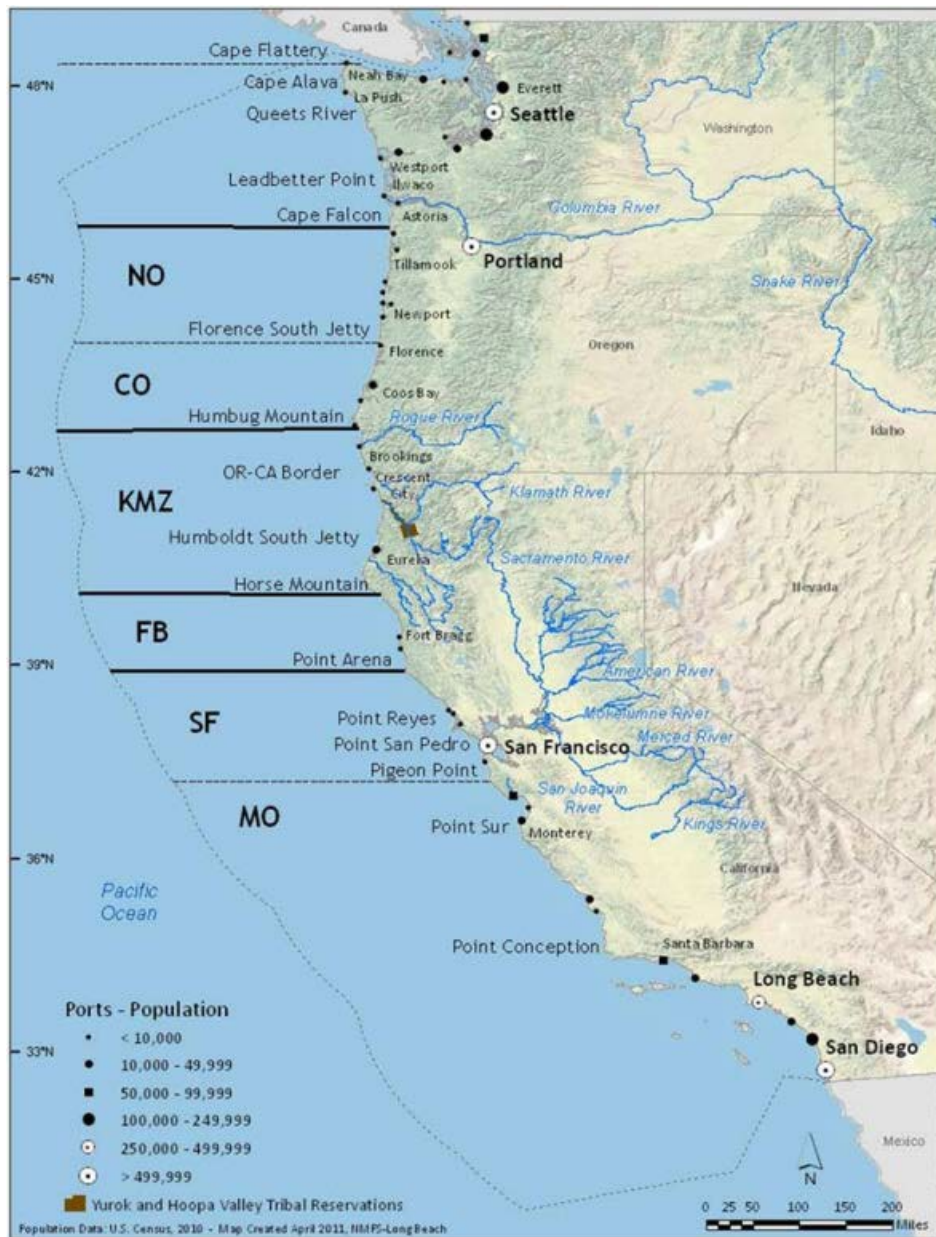 Canada
Cape Flattery
Neah Bay
Cape Alava
48°N
La Push
Everett
Queets River
Seattle
Washington
Westport
Ilwaco
Leadbetter Point
Columbia River
Cape Falcon
Astoria
NO
Tillamook
Portland
45°N
Snake River
Newport
Florence South Jetty
Florence
Oregon
CO
Coos Bay
Humbug Mountain
Rogue River
Idaho
Brookings
42°N
OR-CA Border
Crescent
City
Klamath River
KMZ
Humboldt South Jetty
Eureka
Sacramento River
Horse Mountain
Nevada
FB
Fort Bragg
39°N
Point Arena
American River
SF
Point Reyes
Mokelumne River
Point San Pedro
San Francisco
Merced River
Pigeon Point
San Joaquin
River
MO
Point Sur
Monterey
Kings River
36°N
California
Pacific
Ocean
Point Conception
Santa Barbara
Long Beach
Ports - Population
< 10,000
33°N
San Diego
10,000 - 49,999
50,000 - 99,999
100,000 - 249,999
250,000 - 499,999
> 499,999
Mexico
N
Yurok and Hoopa Valley Tribal Reservations
0 25 50 100 150 200
Miles
Population Data: U.S. Census, 2010 - Map Created April 2011, NMFS-Long Beach